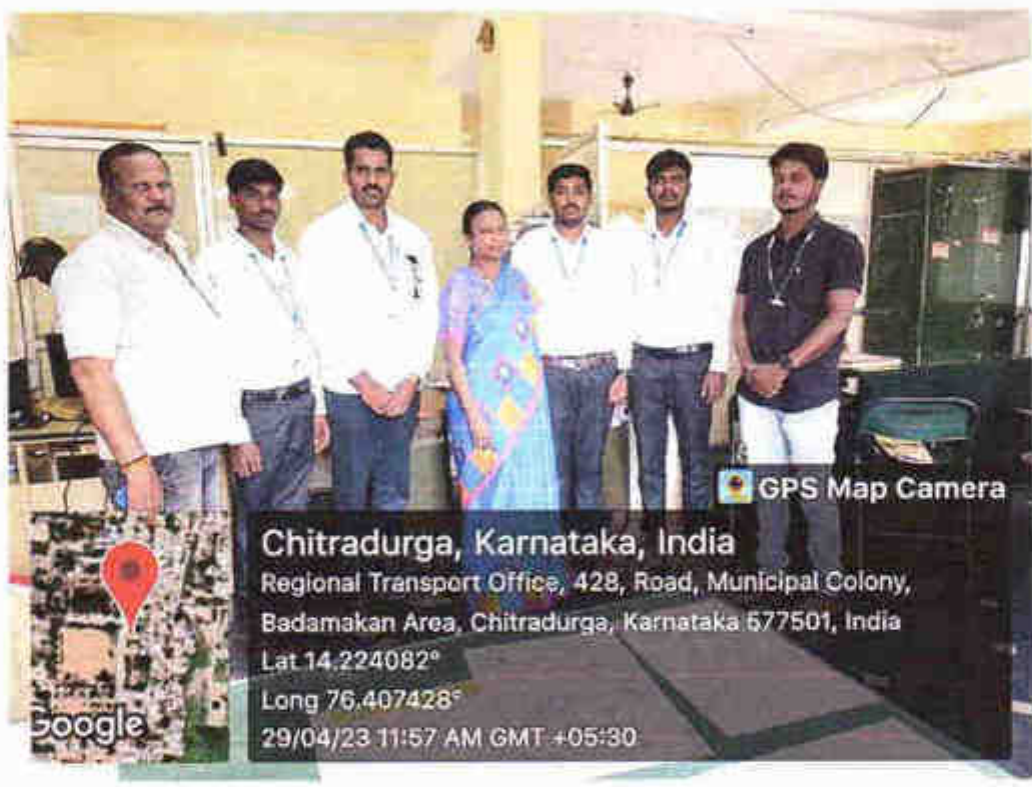 GPS Map Camera
Chitradurga, Karnataka, India
Regional Transport Office, 428, Road, Municipal Colony,
Badamakan Area, Chitradurga, Karnataka 577501, India
Lat 14.224082°
Long 76.407428°
29/04/23 11:57 AM GMT +05:30
Google